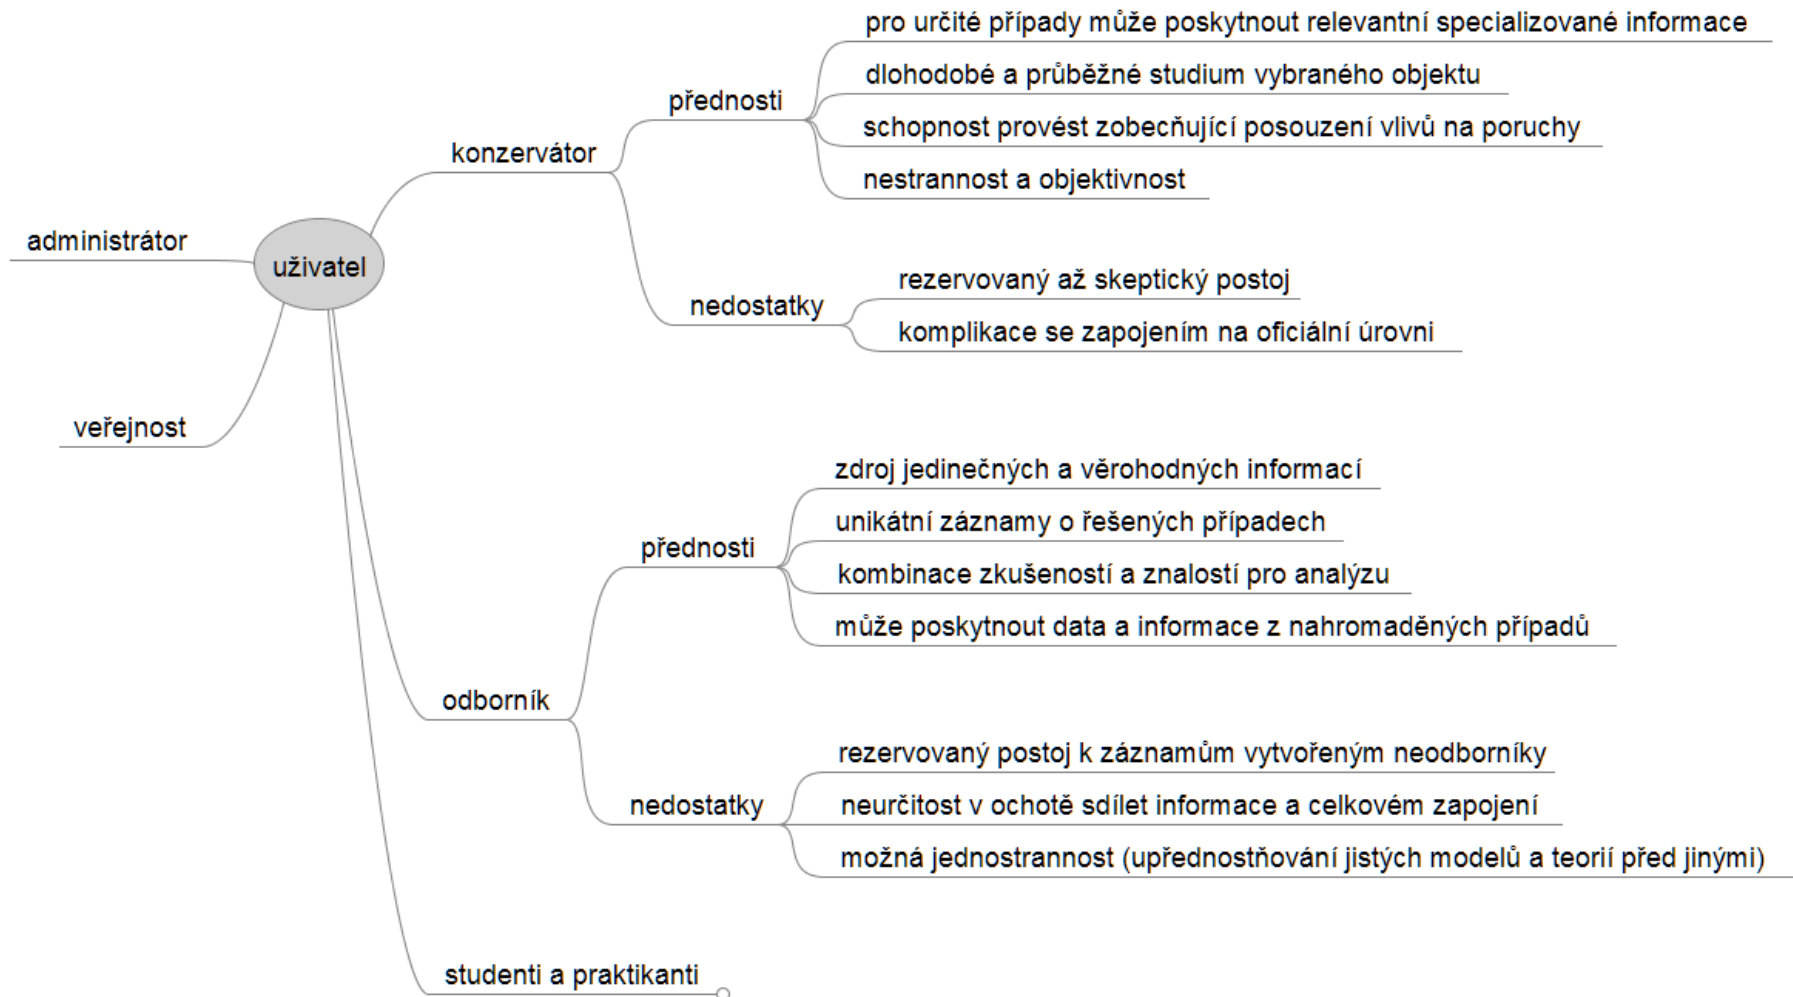 uživatel
administrátor
veřejnost
konzervátor
přednosti
pro určité případy může poskytnout relevantní specializované informace
dlohodobé a průběžné studium vybraného objektu
schopnost provést zobecňující posouzení vlivů na poruchy
nestrannost a objektivnost
nedostatky
rezervovaný až skeptický postoj
komplikace se zapojením na oficiální úrovni
odborník
přednosti
zdroj jedinečných a věrohodných informací
unikátní záznamy o řešených případech
kombinace zkušeností a znalostí pro analýzu
může poskytnout data a informace z nahromaděných případů
nedostatky
rezervovaný postoj k záznamům vytvořeným neodborníky
neurčitost v ochotě sdílet informace a celkovém zapojení
možná jednostrannost (upřednostňování jistých modelů a teorií před jinými)
studenti a praktikanti